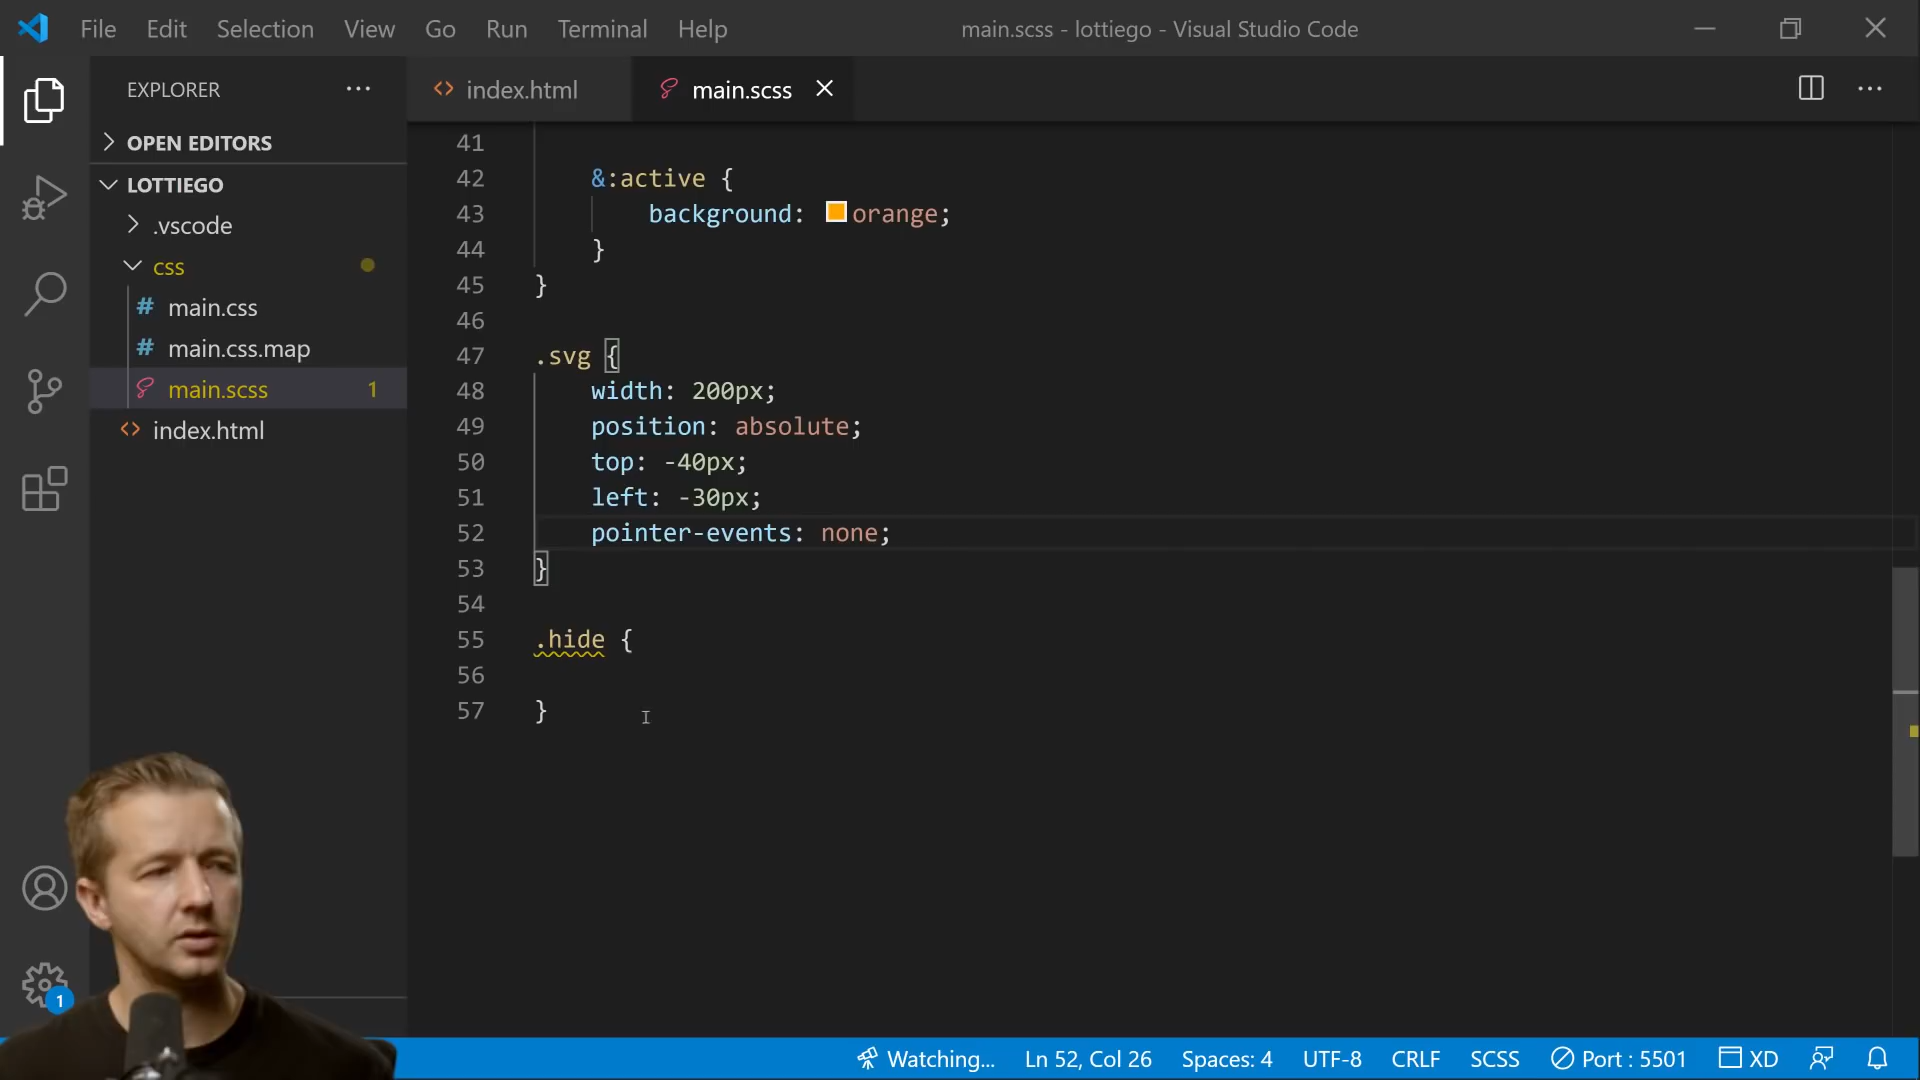 File Edit Selection View Go Run Terminal Help main.scss - lottiego - Visual Studio Code
EXPLORER
index.html
main.scss
OPEN EDITORS
LOTTIEGO
.vscode
css
# main.css
# main.css.map
main.scss 1
index.html
41
42 &:active {
43 background: orange;
44 }
45 }
46
47 .svg {
48 width: 200px;
49 position: absolute;
50 top: -40px;
51 left: -30px;
52 pointer-events: none;
53 }
54
55 .hide {
56
57 }
1
Watching... Ln 52, Col 26 Spaces: 4 UTF-8 CRLF SCSS Port : 5501 XD